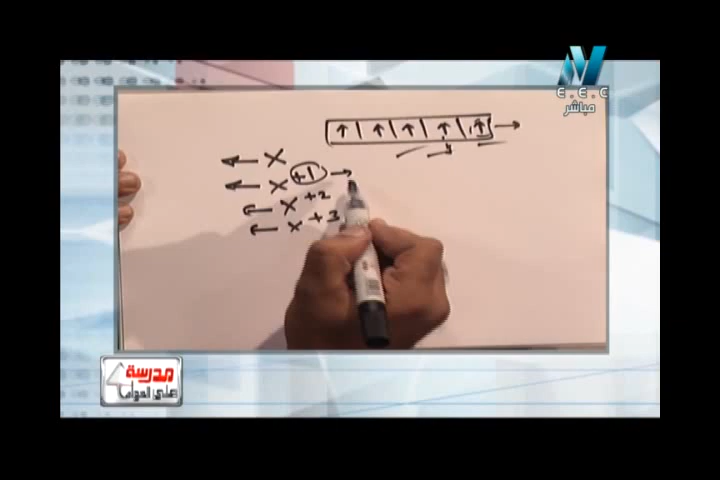 E.E.C
مباشر
↑ | ↑ | ↑ | ↑ | ↑ →
← X
← X +1 →
← X +2
← X +3
مدرسة
على الهواء